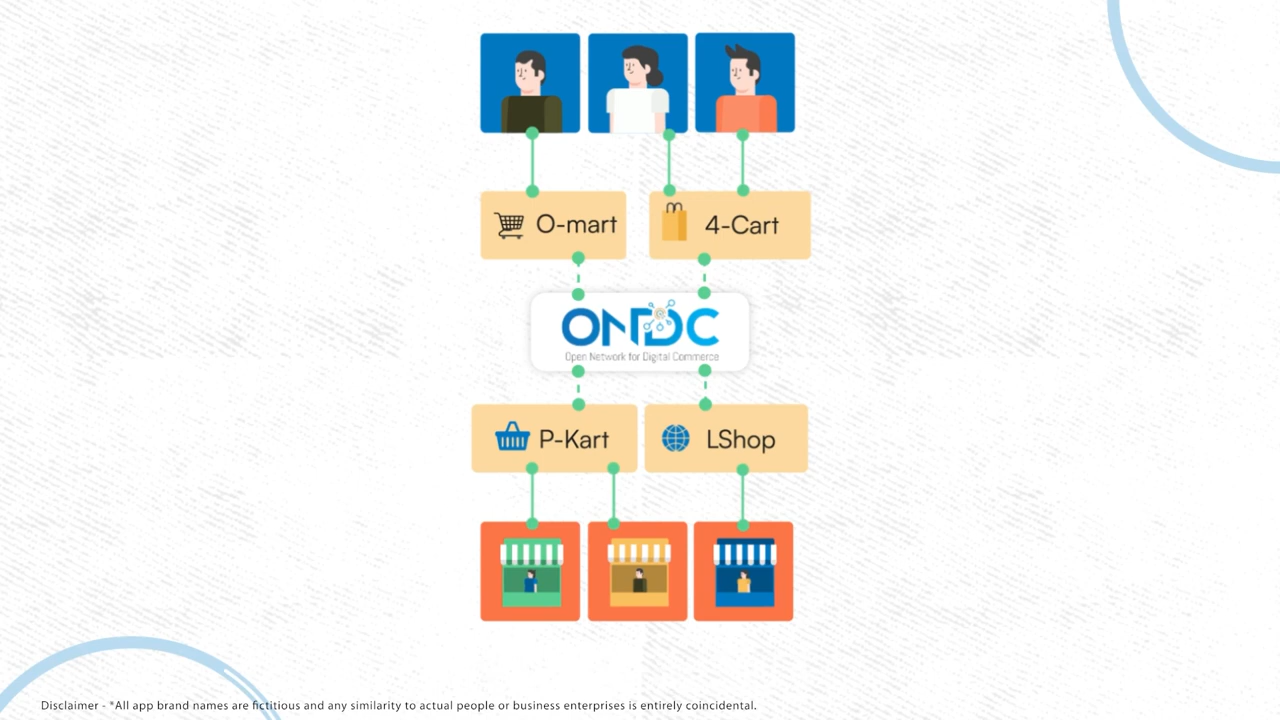 O-mart
4-Cart
ONDC
Open Network for Digital Commerce
P-Kart
LShop
Disclaimer - *All app brand names are fictitious and any similarity to actual people or business enterprises is entirely coincidental.